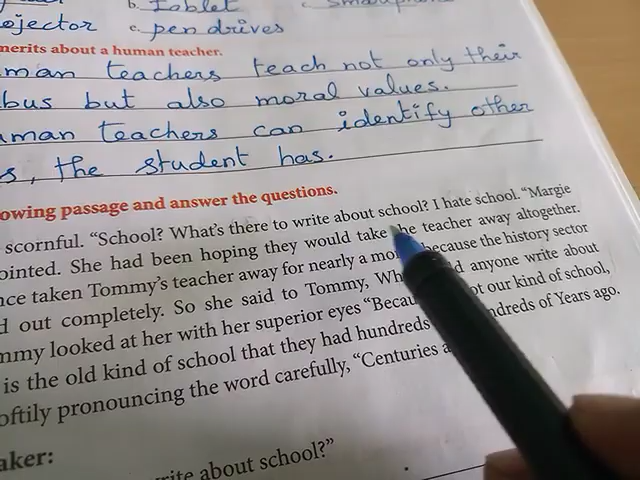 b. Tablet
ojector c. pen drives
merits about a human teacher.
man teachers teach not only their
bus but also moral values.
uman teachers can identify other
s, the student has.
owing passage and answer the questions.
scornful. "School? What's there to write about school? I hate school. "Margie
ointed. She had been hoping they would take he teacher away altogether.
nce taken Tommy's teacher away for nearly a mo because the history sector
d out completely. So she said to Tommy, Wh d anyone write about
mmy looked at her with her superior eyes "Becau ot our kind of school,
is the old kind of school that they had hundreds ndreds of Years ago.
oftily pronouncing the word carefully, "Centuries a
aker:
rite about school?"